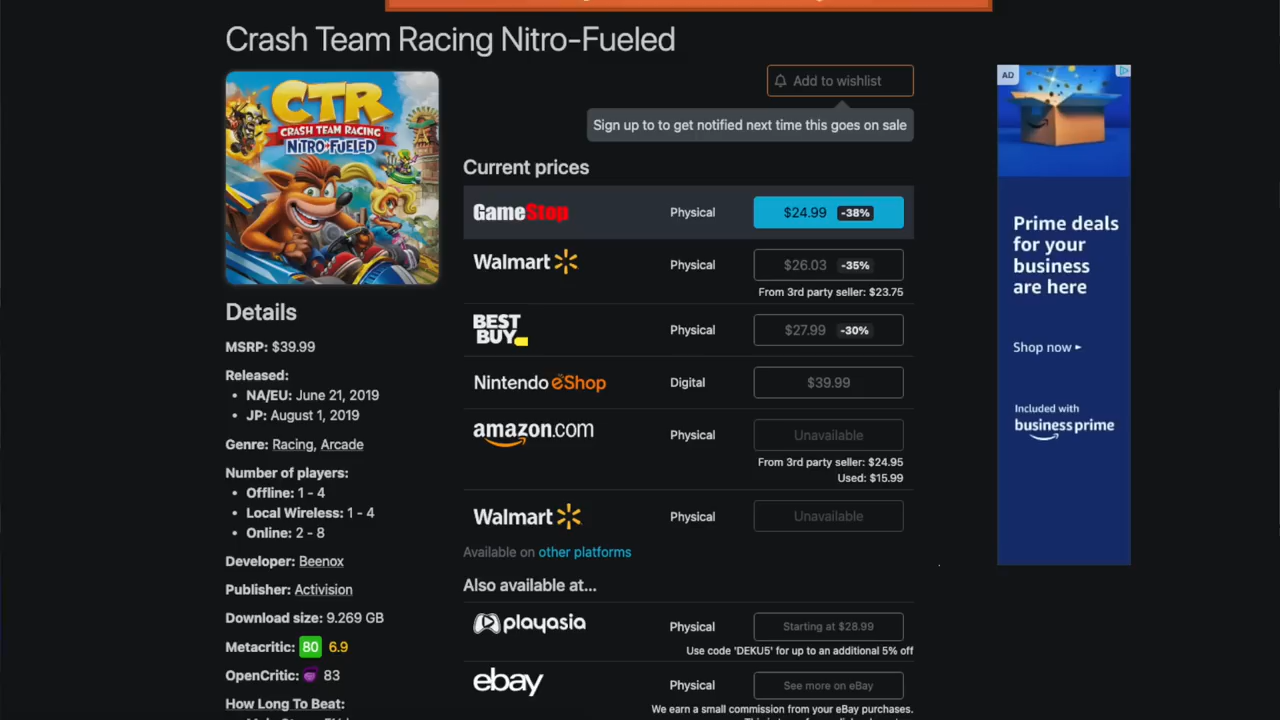 Crash Team Racing Nitro-Fueled
CTR
CRASH TEAM RACING
NITRO-FUELED
Add to wishlist
Sign up to to get notified next time this goes on sale
Details
MSRP: $39.99
Released:
• NA/EU: June 21, 2019
• JP: August 1, 2019
Genre: Racing, Arcade
Number of players:
• Offline: 1 - 4
• Local Wireless: 1 - 4
• Online: 2 - 8
Developer: Beenox
Publisher: Activision
Download size: 9.269 GB
Metacritic: 80 6.9
OpenCritic: 83
How Long To Beat:
Current prices
GameStop Physical $24.99 -38%
Walmart Physical $26.03 -35%
From 3rd party seller: $23.75
BEST BUY Physical $27.99 -30%
Nintendo eShop Digital $39.99
amazon.com Physical Unavailable
From 3rd party seller: $24.95
Used: $15.99
Walmart Physical Unavailable
Available on other platforms
Also available at...
playasia Physical Starting at $28.99
Use code 'DEKU5' for up to an additional 5% off
ebay Physical See more on eBay
We earn a small commission from your eBay purchases.
AD
Prime deals
for your
business
are here
Shop now
Included with
business prime